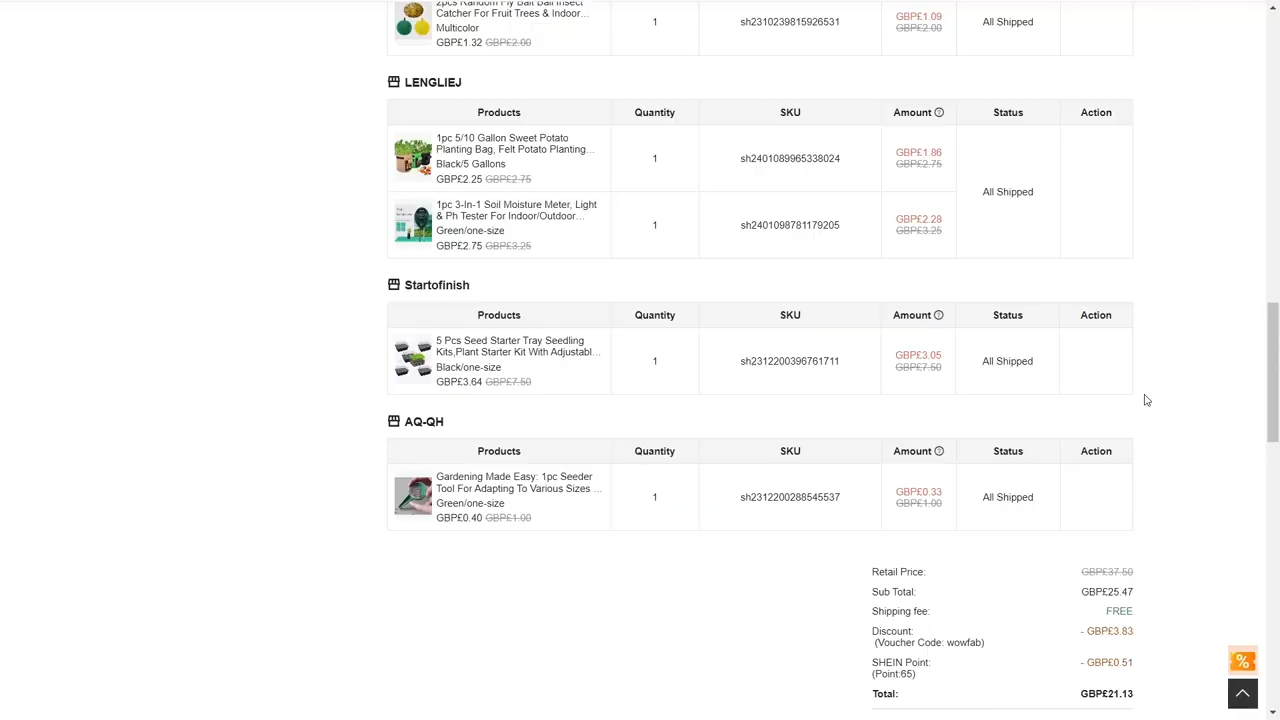 2pcs Random Fly Bait Ball Insect
Catcher For Fruit Trees & Indoor...
Multicolor
GBP£1.32 GBP£2.00
1
sh2310239815926531
GBP£1.09
GBP£2.00
All Shipped
LENGLIEJ
Products
Quantity
SKU
Amount
Status
Action
1pc 5/10 Gallon Sweet Potato
Planting Bag, Felt Potato Planting...
Black/5 Gallons
GBP£2.25 GBP£2.75
1
sh2401089965338024
GBP£1.86
GBP£2.75
All Shipped
1pc 3-In-1 Soil Moisture Meter, Light
& Ph Tester For Indoor/Outdoor...
Green/one-size
GBP£2.75 GBP£3.25
1
sh2401098781179205
GBP£2.28
GBP£3.25
Startofinish
Products
Quantity
SKU
Amount
Status
Action
5 Pcs Seed Starter Tray Seedling
Kits,Plant Starter Kit With Adjustabl...
Black/one-size
GBP£3.64 GBP£7.50
1
sh2312200396761711
GBP£3.05
GBP£7.50
All Shipped
AQ-QH
Products
Quantity
SKU
Amount
Status
Action
Gardening Made Easy: 1pc Seeder
Tool For Adapting To Various Sizes ...
Green/one-size
GBP£0.40 GBP£1.00
1
sh2312200288545537
GBP£0.33
GBP£1.00
All Shipped
Retail Price: GBP£37.50
Sub Total: GBP£25.47
Shipping fee: FREE
Discount: - GBP£3.83
(Voucher Code: wowfab)
SHEIN Point: - GBP£0.51
(Point:65)
Total: GBP£21.13
%